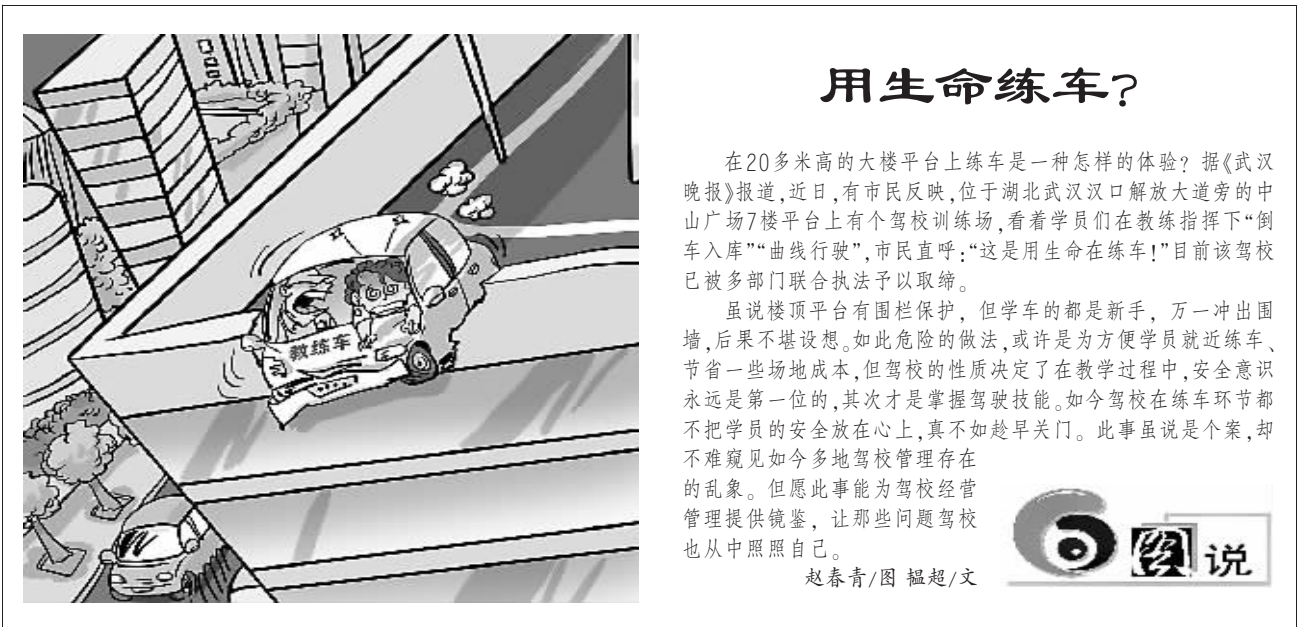 教练车
用生命练车?
在20多米高的大楼平台上练车是一种怎样的体验?据《武汉
晚报》报道,近日,有市民反映,位于湖北武汉汉口解放大道旁的中
山广场7楼平台上有个驾校训练场,看着学员们在教练指挥下“倒
车入库”“曲线行驶”,市民直呼:“这是用生命在练车!”目前该驾校
已被多部门联合执法予以取缔。
虽说楼顶平台有围栏保护,但学车的都是新手,万一冲出围
墙,后果不堪设想。如此危险的做法,或许是为方便学员就近练车、
节省一些场地成本,但驾校的性质决定了在教学过程中,安全意识
永远是第一位的,其次才是掌握驾驶技能。如今驾校在练车环节都
不把学员的安全放在心上,真不如趁早关门。此事虽说是个案,却
不难窥见如今多地驾校管理存在
的乱象。但愿此事能为驾校经营
管理提供镜鉴,让那些问题驾校
也从中照照自己。
赵春青/图 韫超/文
图说